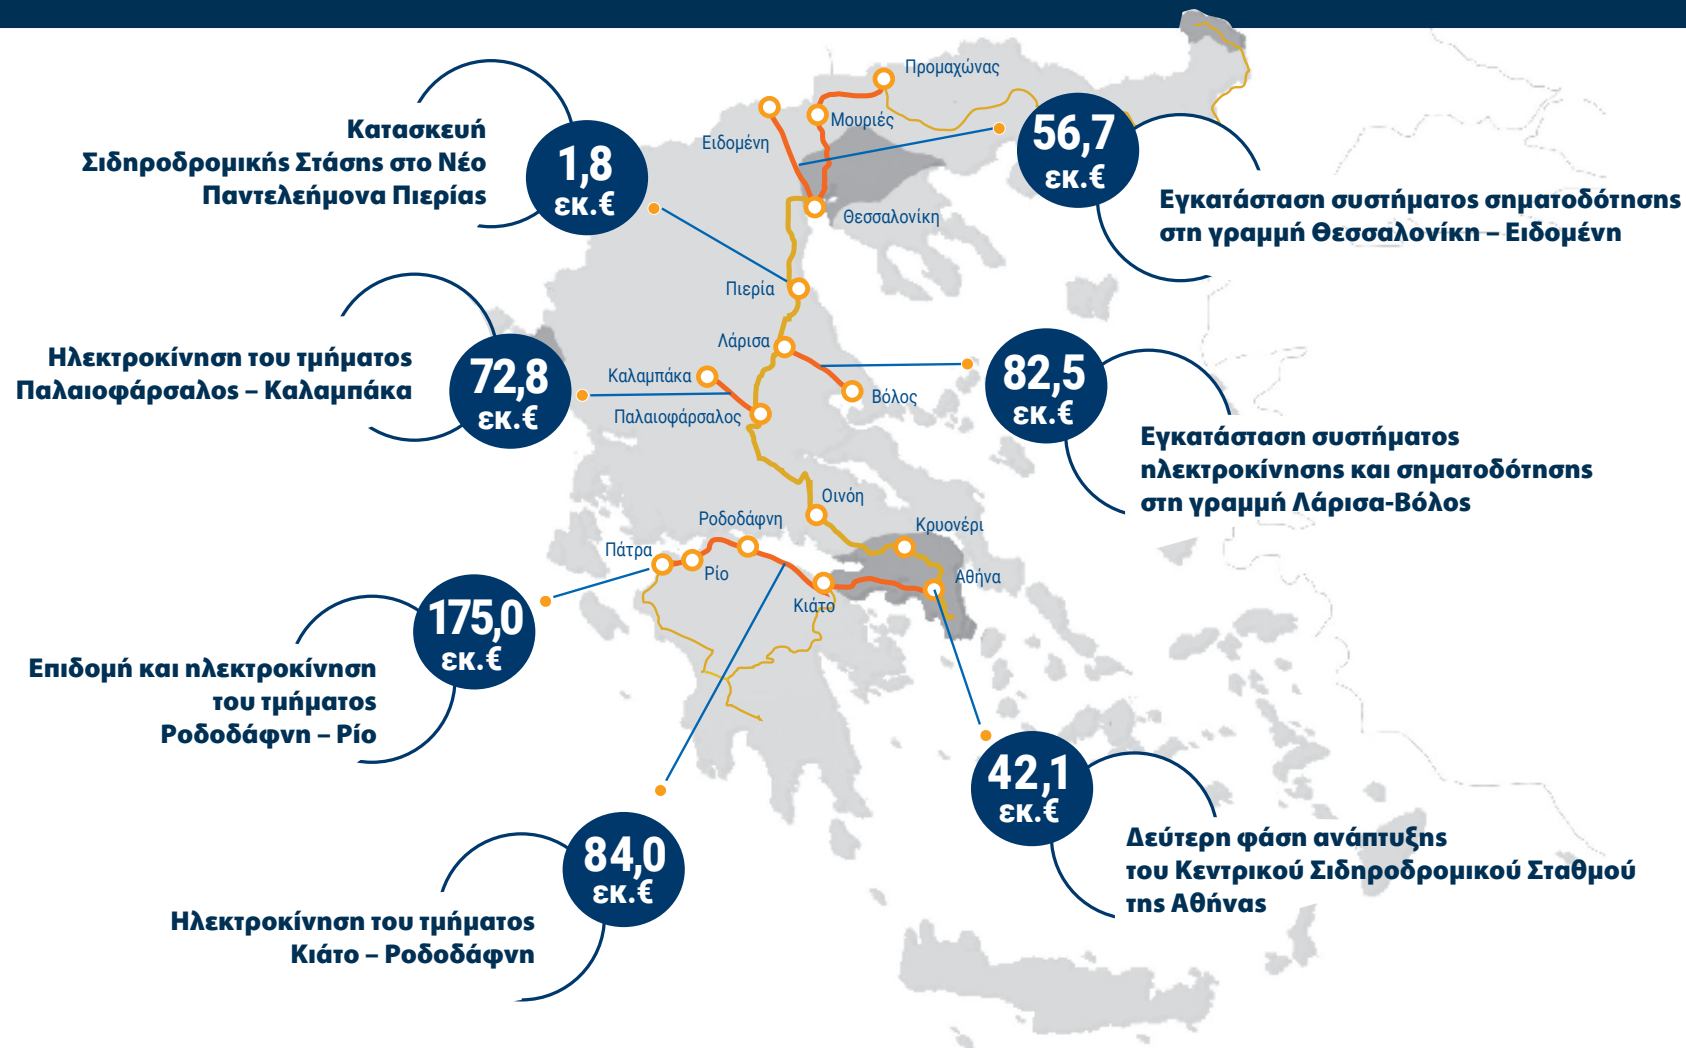 Προμαχώνας
Μουριές
Ειδομένη
Θεσσαλονίκη
Πιερία
Λάρισα
Καλαμπάκα
Βόλος
Παλαιοφάρσαλος
Οινόη
Ροδοδάφνη
Κρυονέρι
Πάτρα
Ρίο
Αθήνα
Κιάτο
Κατασκευή
Σιδηροδρομικής Στάσης στο Νέο
Παντελεήμονα Πιερίας
1,8
εκ.€
56,7
εκ.€
Εγκατάσταση συστήματος σηματοδότησης
στη γραμμή Θεσσαλονίκη – Ειδομένη
Ηλεκτροκίνηση του τμήματος
Παλαιοφάρσαλος – Καλαμπάκα
72,8
εκ.€
82,5
εκ.€
Εγκατάσταση συστήματος
ηλεκτροκίνησης και σηματοδότησης
στη γραμμή Λάρισα-Βόλος
175,0
εκ.€
Επιδομή και ηλεκτροκίνηση
του τμήματος
Ροδοδάφνη – Ρίο
42,1
εκ.€
Δεύτερη φάση ανάπτυξης
του Κεντρικού Σιδηροδρομικού Σταθμού
της Αθήνας
84,0
εκ.€
Ηλεκτροκίνηση του τμήματος
Κιάτο – Ροδοδάφνη